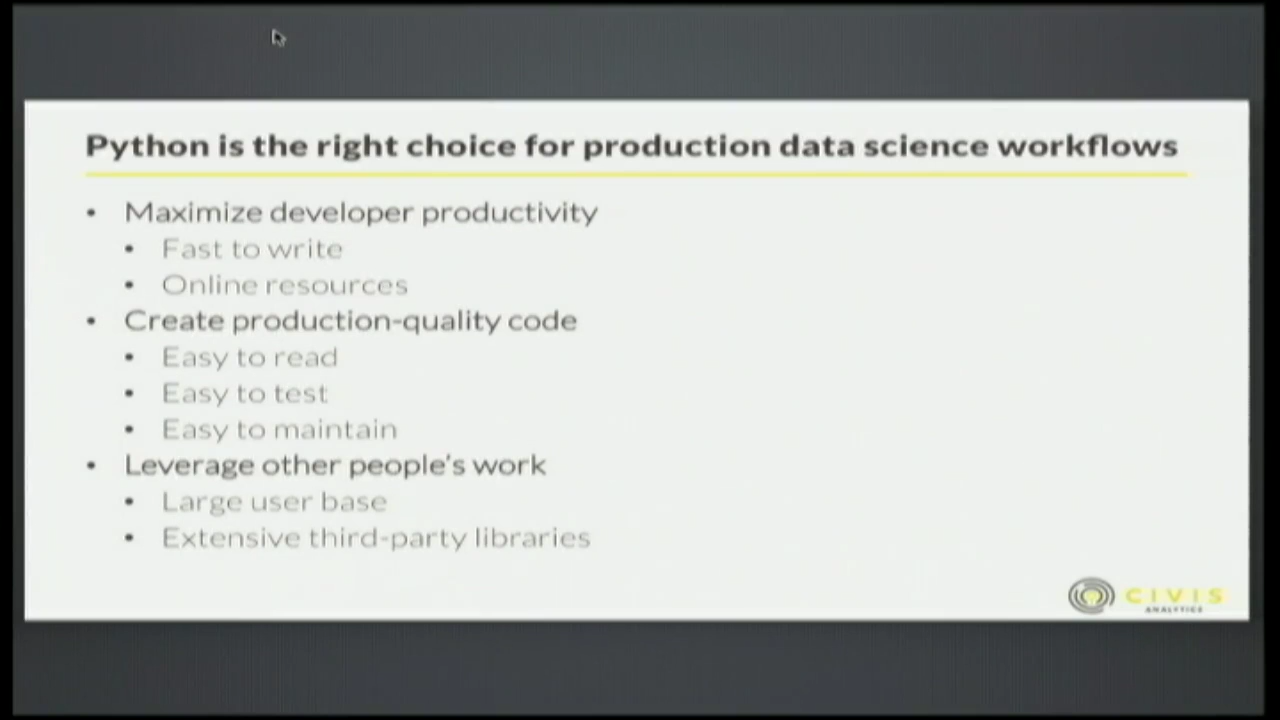 Python is the right choice for production data science workflows
• Maximize developer productivity
• Fast to write
• Online resources
• Create production-quality code
• Easy to read
• Easy to test
• Easy to maintain
• Leverage other people's work
• Large user base
• Extensive third-party libraries
CIVIS
ANALYTICS